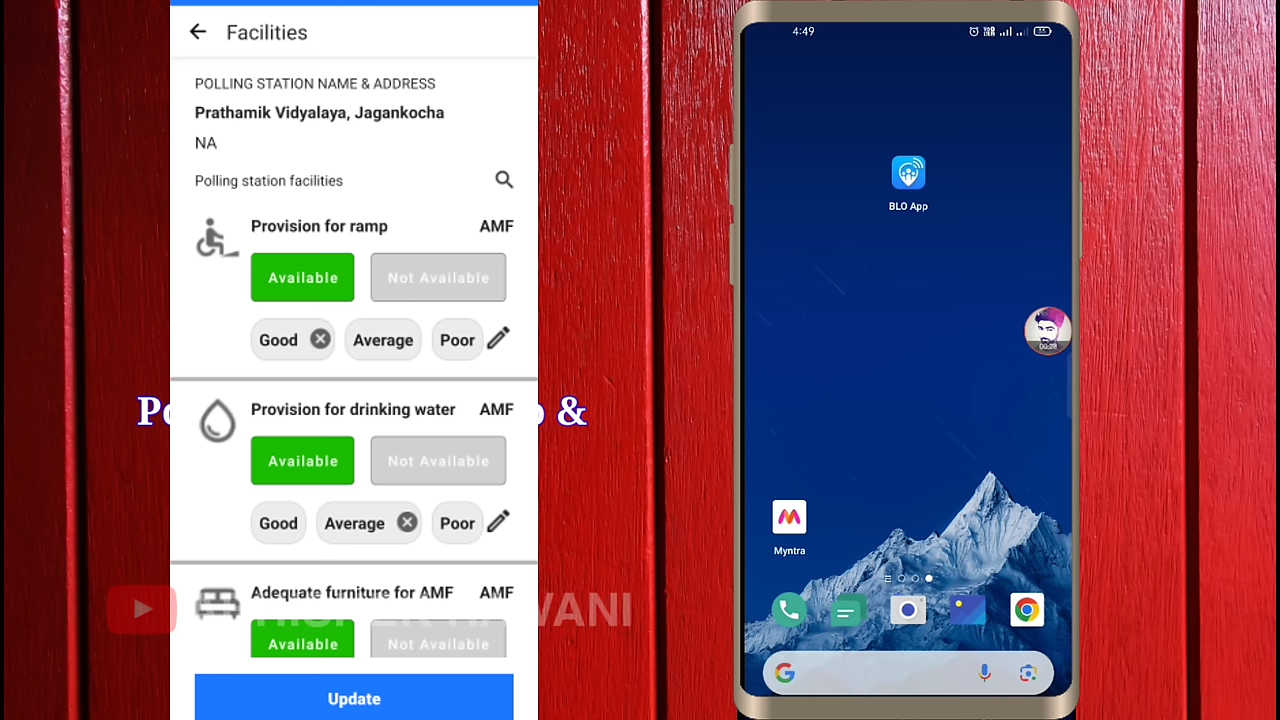 Facilities
POLLING STATION NAME & ADDRESS
Prathamik Vidyalaya, Jagankocha
NA
Polling station facilities
Provision for ramp AMF
Available Not Available
Good Average Poor
Provision for drinking water AMF
Available Not Available
Good Average Poor
Adequate furniture for AMF AMF
Available Not Available
Update
&
4:49
BLO App
00:28
Myntra